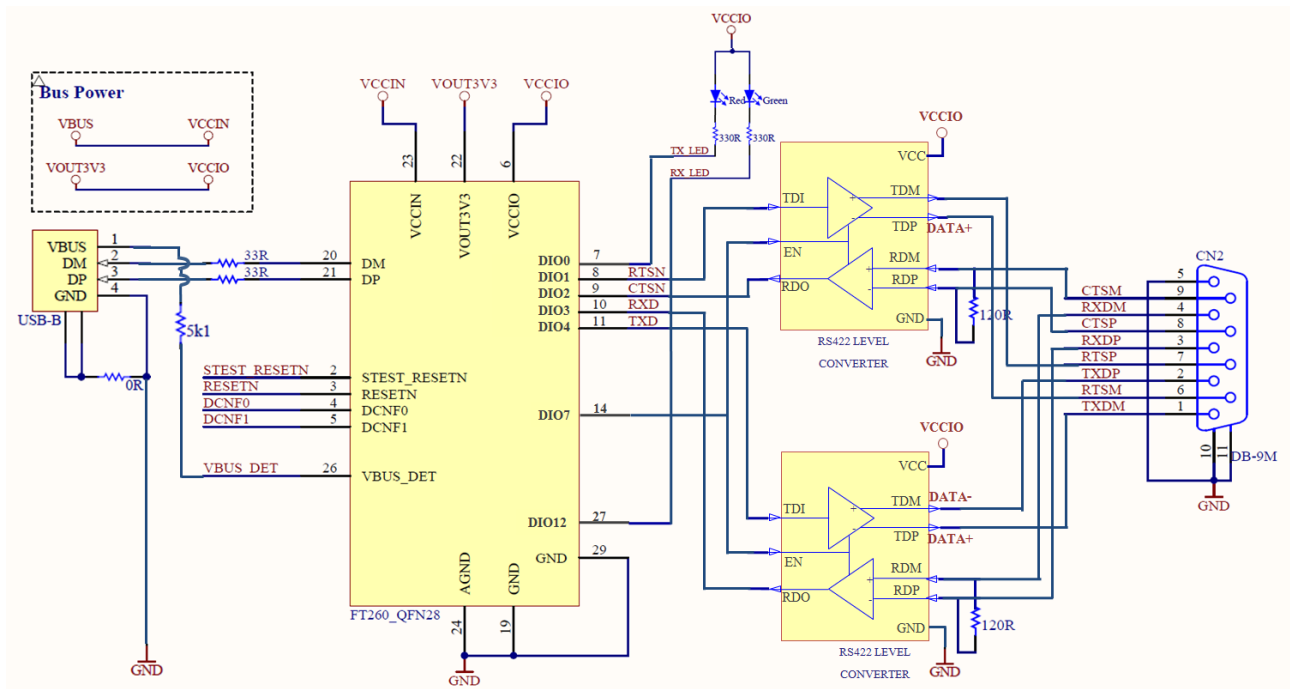 Bus Power
VBUS VCCIN
VOUT3V3 VCCIO
VCCIN VOUT3V3 VCCIO
23 22 6
VCCIN VOUT3V3 VCCIO
VBUS 1
DM 2
DP 3
GND 4
USB-B
33R
33R
5k1
0R
GND
20 DM
21 DP
STEST_RESETN 2 STEST_RESETN
RESETN 3 RESETN
DCNF0 4 DCNF0
DCNF1 5 DCNF1
VBUS_DET 26 VBUS_DET
DIO0 7
DIO1 8 RTSN
DIO2 9 CTSN
DIO3 10 RXD
DIO4 11 TXD
DIO7 14
DIO12 27
GND 29
AGND GND
24 19
FT260_QFN28
GND
VCCIO
Red Green
330R 330R
TX_LED
RX_LED
VCCIO
VCC
TDI TDM
TDP DATA+
EN
RDM
RDO RDP
GND
120R
GND
RS422 LEVEL
CONVERTER
VCCIO
VCC
TDI TDM DATA-
TDP DATA+
EN
RDM
RDO RDP
GND
120R
GND
RS422 LEVEL
CONVERTER
CN2
5
CTSM 9
RXDM 4
CTSP 8
RXDP 3
RTSP 7
TXDP 2
RTSM 6
TXDM 1
10 11
DB-9M
GND